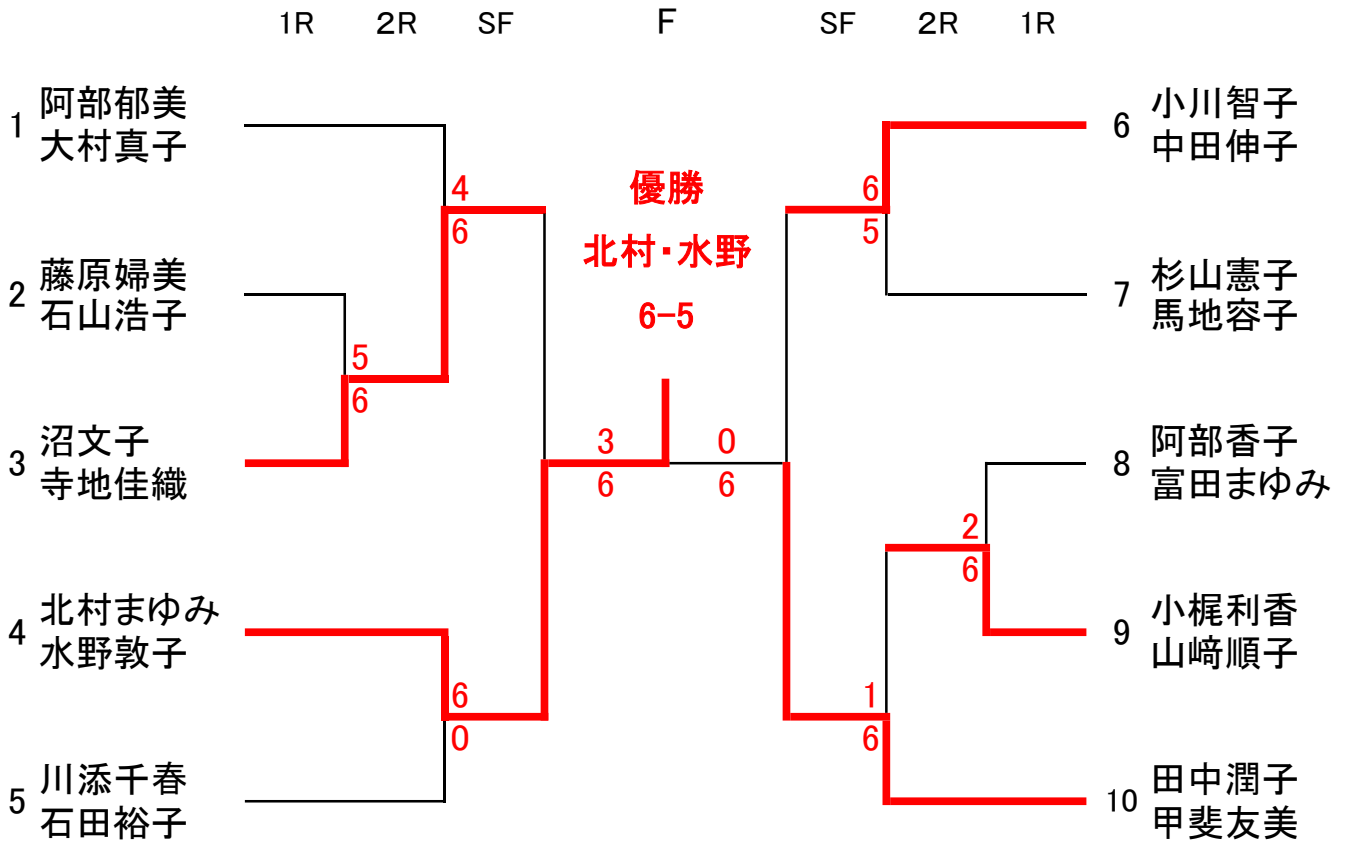 1R 2R SF F SF 2R 1R
1 阿部郁美
大村真子
2 藤原婦美
石山浩子
3 沼文子
寺地佳織
4 北村まゆみ
水野敦子
5 川添千春
石田裕子
4
6
5
6
6
0
優勝
北村・水野
6-5
3
6
0
6
6
5
2
6
1
6
6 小川智子
中田伸子
7 杉山憲子
馬地容子
8 阿部香子
富田まゆみ
9 小梶利香
山﨑順子
10 田中潤子
甲斐友美